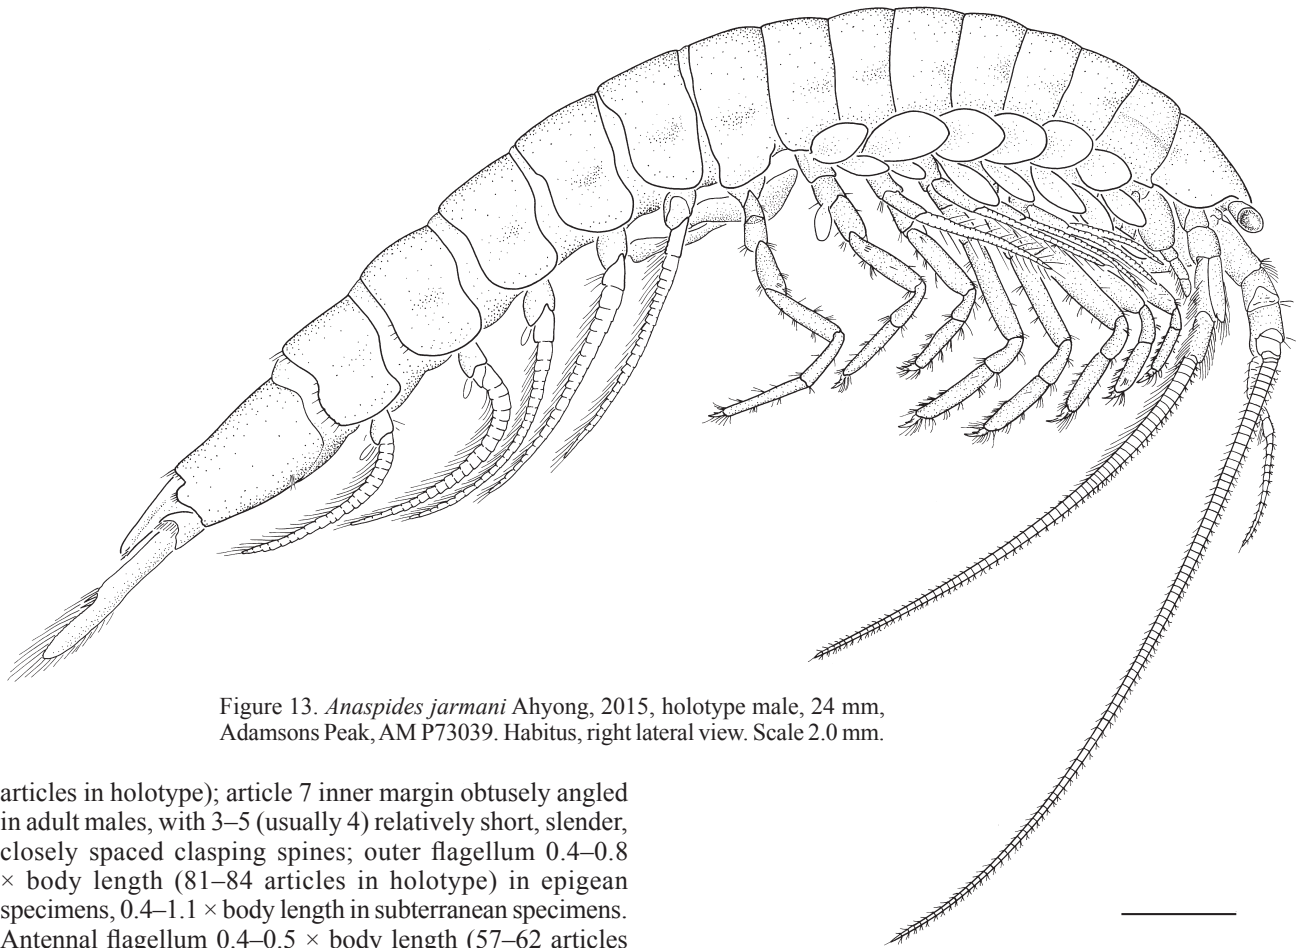 Figure 13. Anaspides jarmani Ahyong, 2015, holotype male, 24 mm,
Adamsons Peak, AM P73039. Habitus, right lateral view. Scale 2.0 mm.
articles in holotype); article 7 inner margin obtusely angled
in adult males, with 3–5 (usually 4) relatively short, slender,
closely spaced clasping spines; outer flagellum 0.4–0.8
× body length (81–84 articles in holotype) in epigean
specimens, 0.4–1.1 × body length in subterranean specimens.
Antennal flagellum 0.4–0.5 × body length (57–62 articles